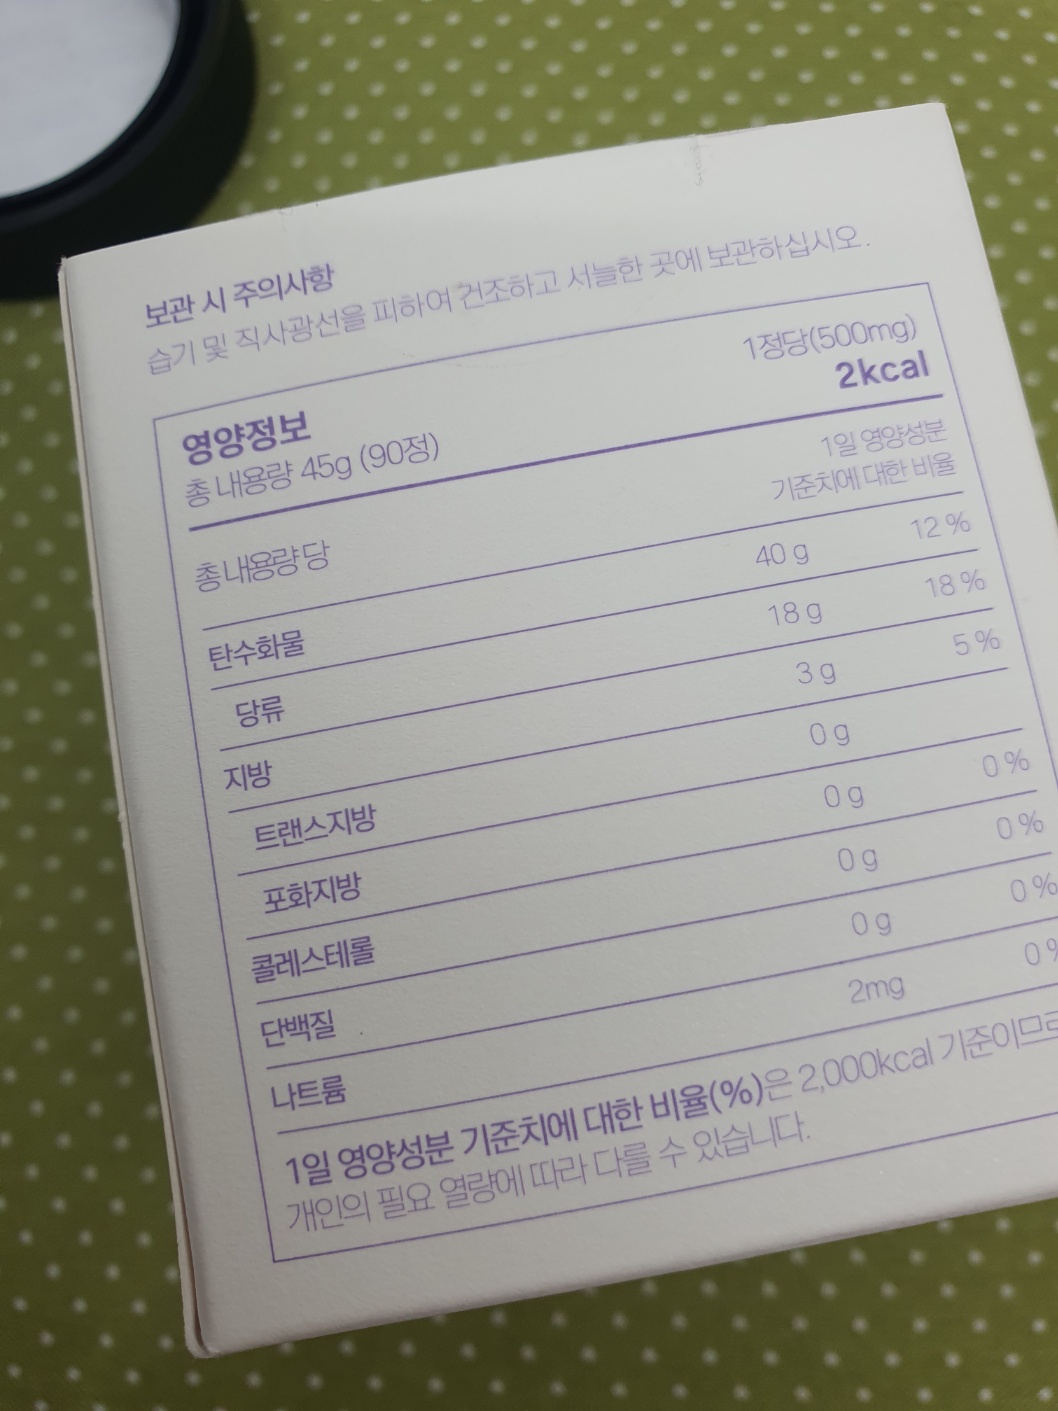 보관 시 주의사항
습기 및 직사광선을 피하여 건조하고 서늘한 곳에 보관하십시오.
영양정보
총 내용량 45g (90정)
1정당(500mg)
2kcal
총 내용량 당
1일 영양성분
기준치에 대한 비율
탄수화물 40 g 12 %
당류 18 g 18 %
지방 3 g 5 %
트랜스지방 0 g
포화지방 0 g 0 %
콜레스테롤 0 g 0 %
단백질 0 g 0 %
나트륨 2mg 0 %
1일 영양성분 기준치에 대한 비율(%)은 2,000kcal 기준이므로
개인의 필요 열량에 따라 다를 수 있습니다.